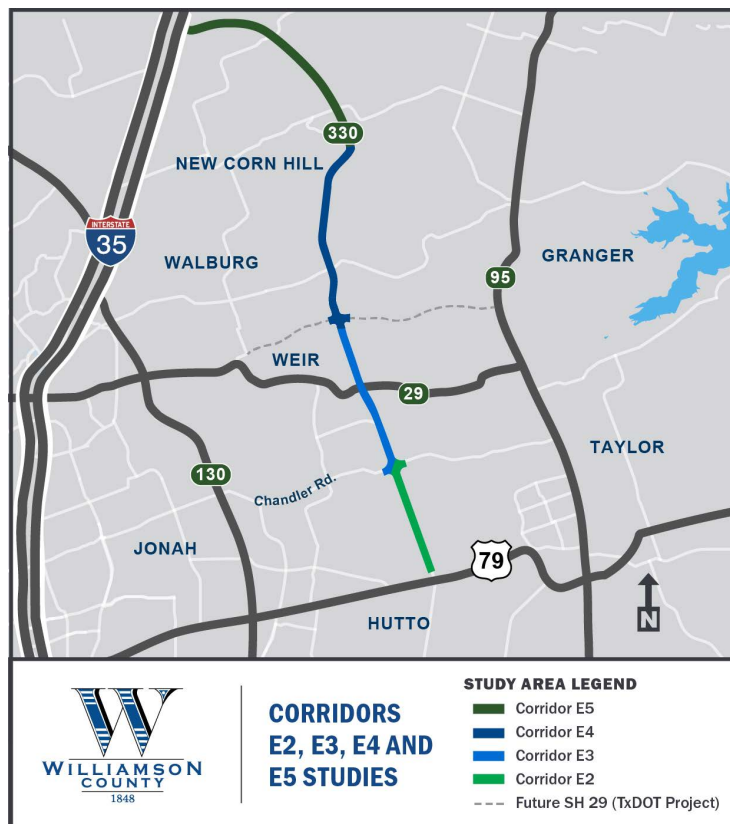 330
NEW CORN HILL
INTERSTATE
35
WALBURG
GRANGER
95
WEIR
29
TAYLOR
130
Chandler Rd.
JONAH
79
HUTTO
N
W
WILLIAMSON
COUNTY
1848
CORRIDORS
E2, E3, E4 AND
E5 STUDIES
STUDY AREA LEGEND
Corridor E5
Corridor E4
Corridor E3
Corridor E2
Future SH 29 (TxDOT Project)